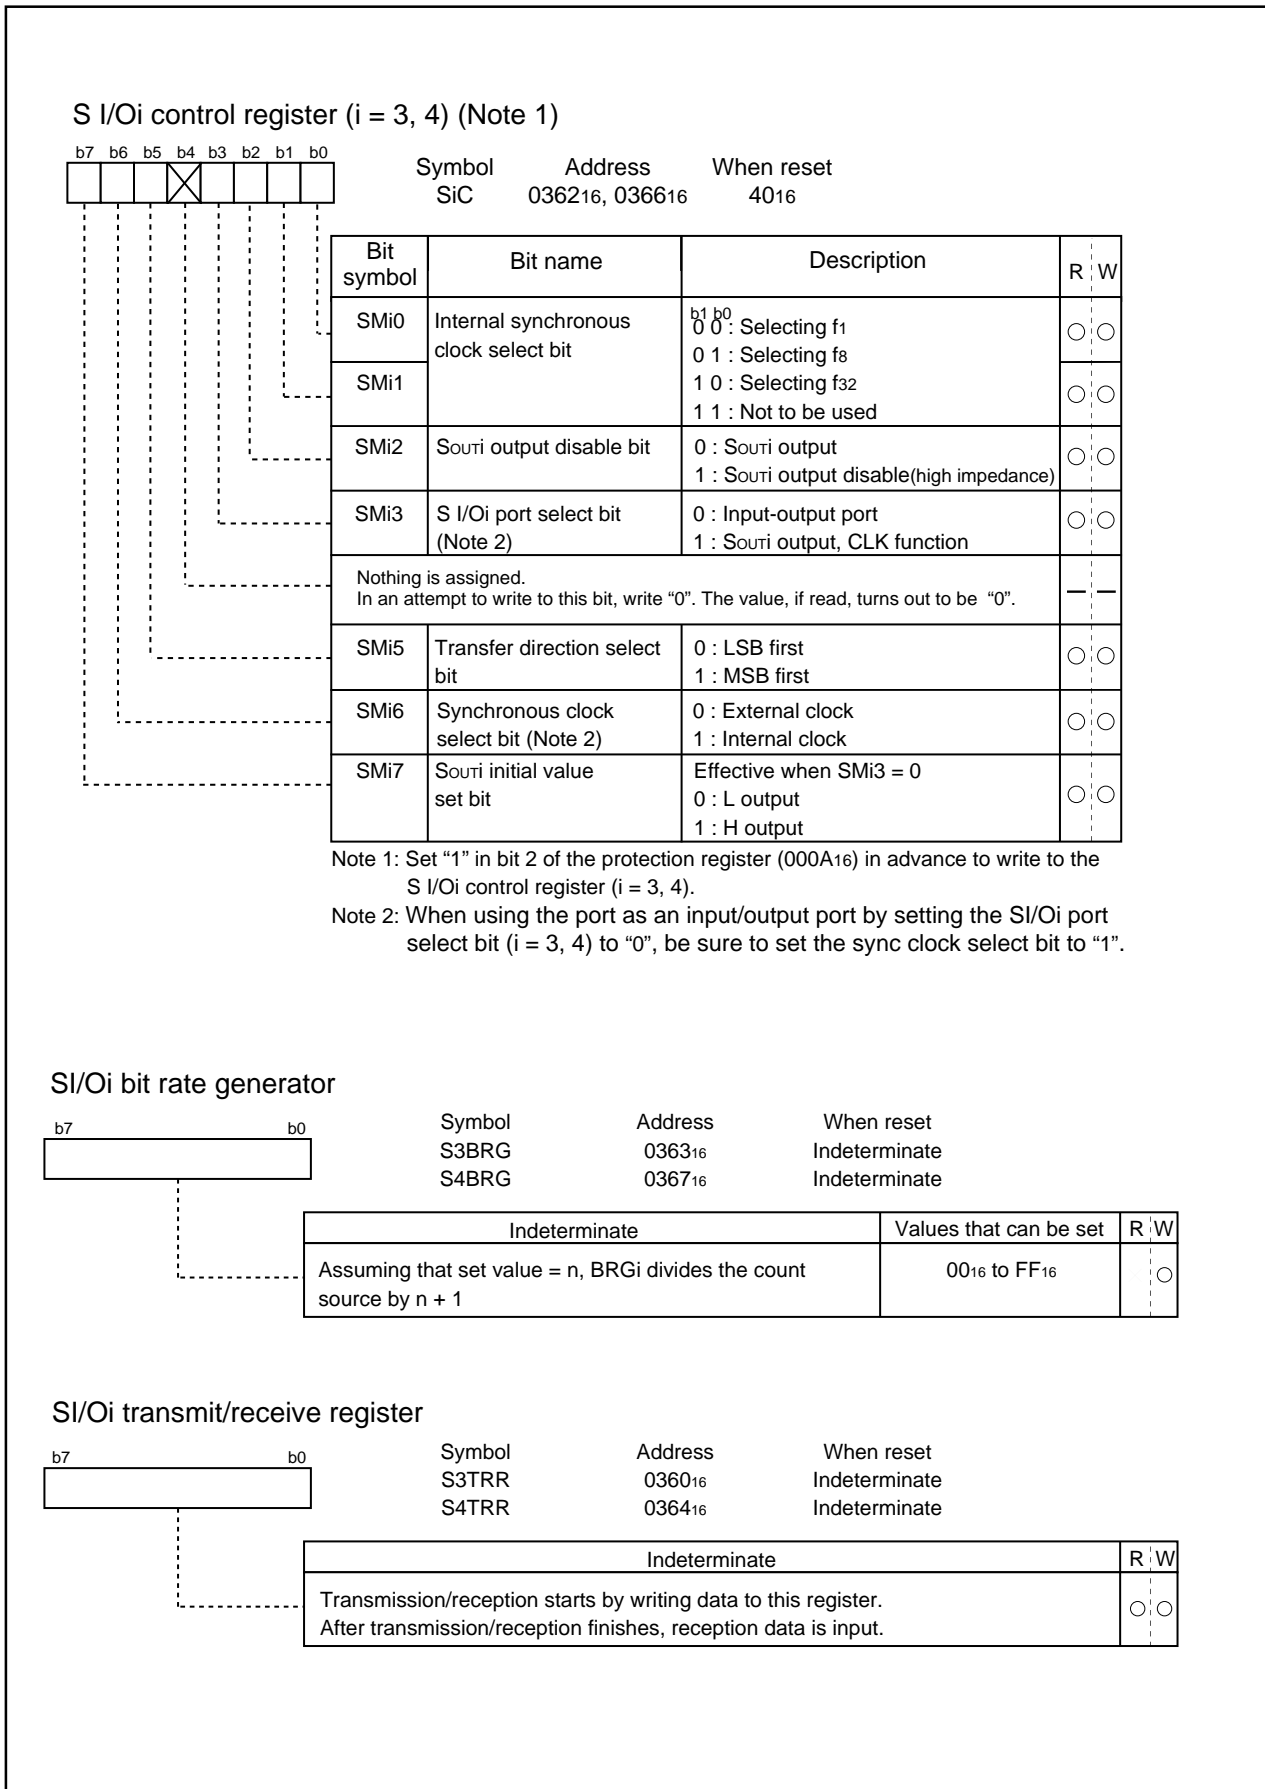 S I/Oi control register (i = 3, 4) (Note 1)
b7 b6 b5 b4 b3 b2 b1 b0
Symbol Address When reset
SiC 036216, 036616 4016
Bit symbol Bit name Description R W
SMi0 Internal synchronous clock select bit
b1 b0
0 0 : Selecting f1
0 1 : Selecting f8
SMi1
1 0 : Selecting f32
1 1 : Not to be used
SMi2 SOUTi output disable bit 0 : SOUTi output
1 : SOUTi output disable(high impedance)
SMi3 S I/Oi port select bit 0 : Input-output port
(Note 2) 1 : SOUTi output, CLK function
Nothing is assigned.
In an attempt to write to this bit, write “0”. The value, if read, turns out to be “0”.
SMi5 Transfer direction select 0 : LSB first
bit 1 : MSB first
SMi6 Synchronous clock 0 : External clock
select bit (Note 2) 1 : Internal clock
SMi7 SOUTi initial value Effective when SMi3 = 0
set bit 0 : L output
1 : H output
Note 1: Set “1” in bit 2 of the protection register (000A16) in advance to write to the
S I/Oi control register (i = 3, 4).
Note 2: When using the port as an input/output port by setting the SI/Oi port
select bit (i = 3, 4) to “0”, be sure to set the sync clock select bit to “1”.
SI/Oi bit rate generator
b7 b0
Symbol Address When reset
S3BRG 036316 Indeterminate
S4BRG 036716 Indeterminate
Indeterminate Values that can be set R W
Assuming that set value = n, BRGi divides the count 0016 to FF16
source by n + 1
SI/Oi transmit/receive register
b7 b0
Symbol Address When reset
S3TRR 036016 Indeterminate
S4TRR 036416 Indeterminate
Indeterminate R W
Transmission/reception starts by writing data to this register.
After transmission/reception finishes, reception data is input.